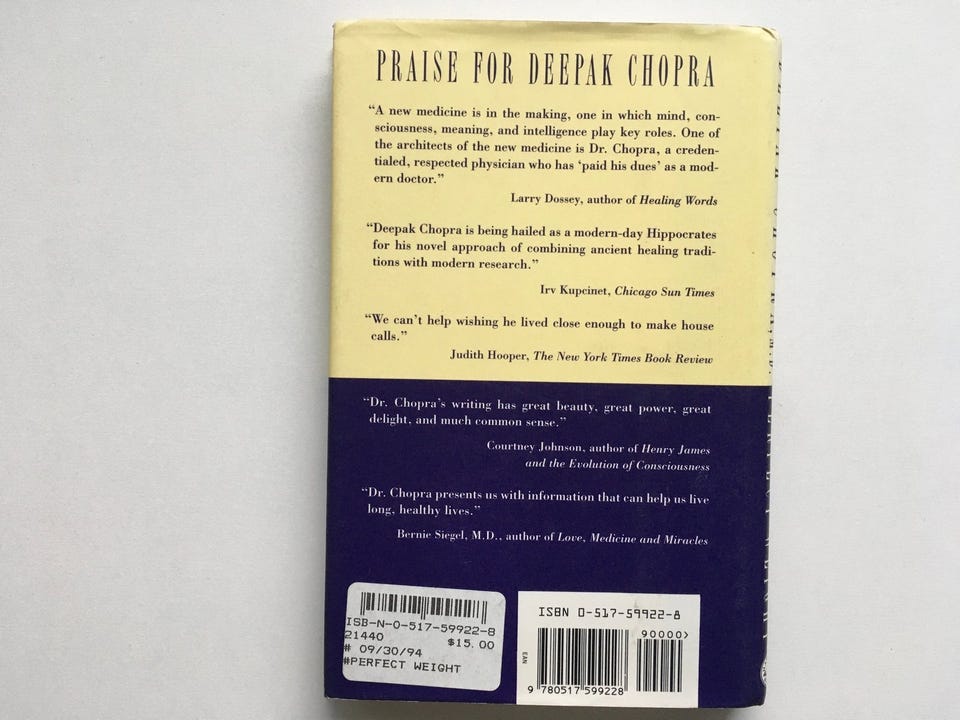 PRAISE FOR DEEPAK CHOPRA
“A new medicine is in the making, one in which mind, con-
sciousness, meaning, and intelligence play key roles. One of
the architects of the new medicine is Dr. Chopra, a creden-
tialed, respected physician who has ‘paid his dues’ as a mod-
ern doctor.”
Larry Dossey, author of Healing Words
“Deepak Chopra is being hailed as a modern-day Hippocrates
for his novel approach of combining ancient healing tradi-
tions with modern research.”
Irv Kupcinet, Chicago Sun Times
“We can’t help wishing he lived close enough to make house
calls.”
Judith Hooper, The New York Times Book Review
“Dr. Chopra’s writing has great beauty, great power, great
delight, and much common sense.”
Courtney Johnson, author of Henry James
and the Evolution of Consciousness
“Dr. Chopra presents us with information that can help us live
long, healthy lives.”
Bernie Siegel, M.D., author of Love, Medicine and Miracles
ISB-N-0-517-59922-8
21440 $15.00
# 09/30/94
#PERFECT WEIGHT
ISBN 0-517-59922-8
90000>
EAN
9 780517 599228